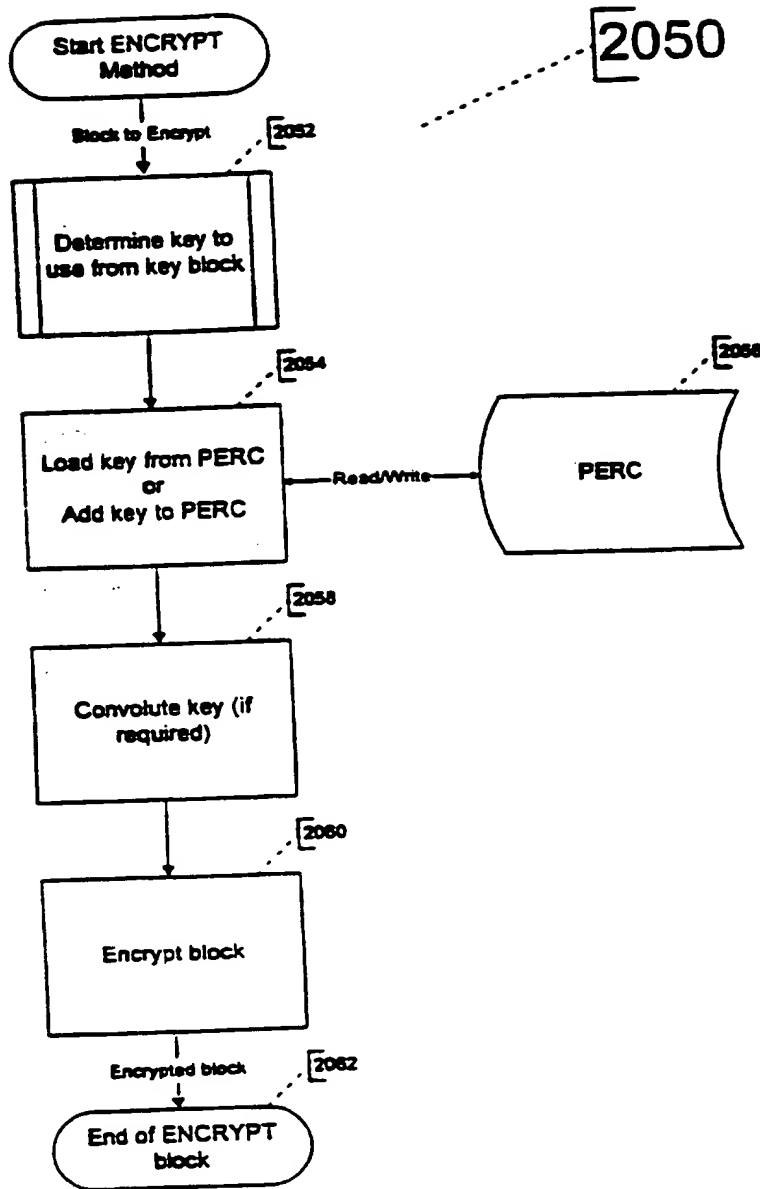 Start ENCRYPT
Method
2050
Block to Encrypt
2052
Determine key to
use from key block
2054
Load key from PERC
or
Add key to PERC
Read/Write
2056
PERC
2058
Convolute key (if
required)
2060
Encrypt block
Encrypted block
2062
End of ENCRYPT
block